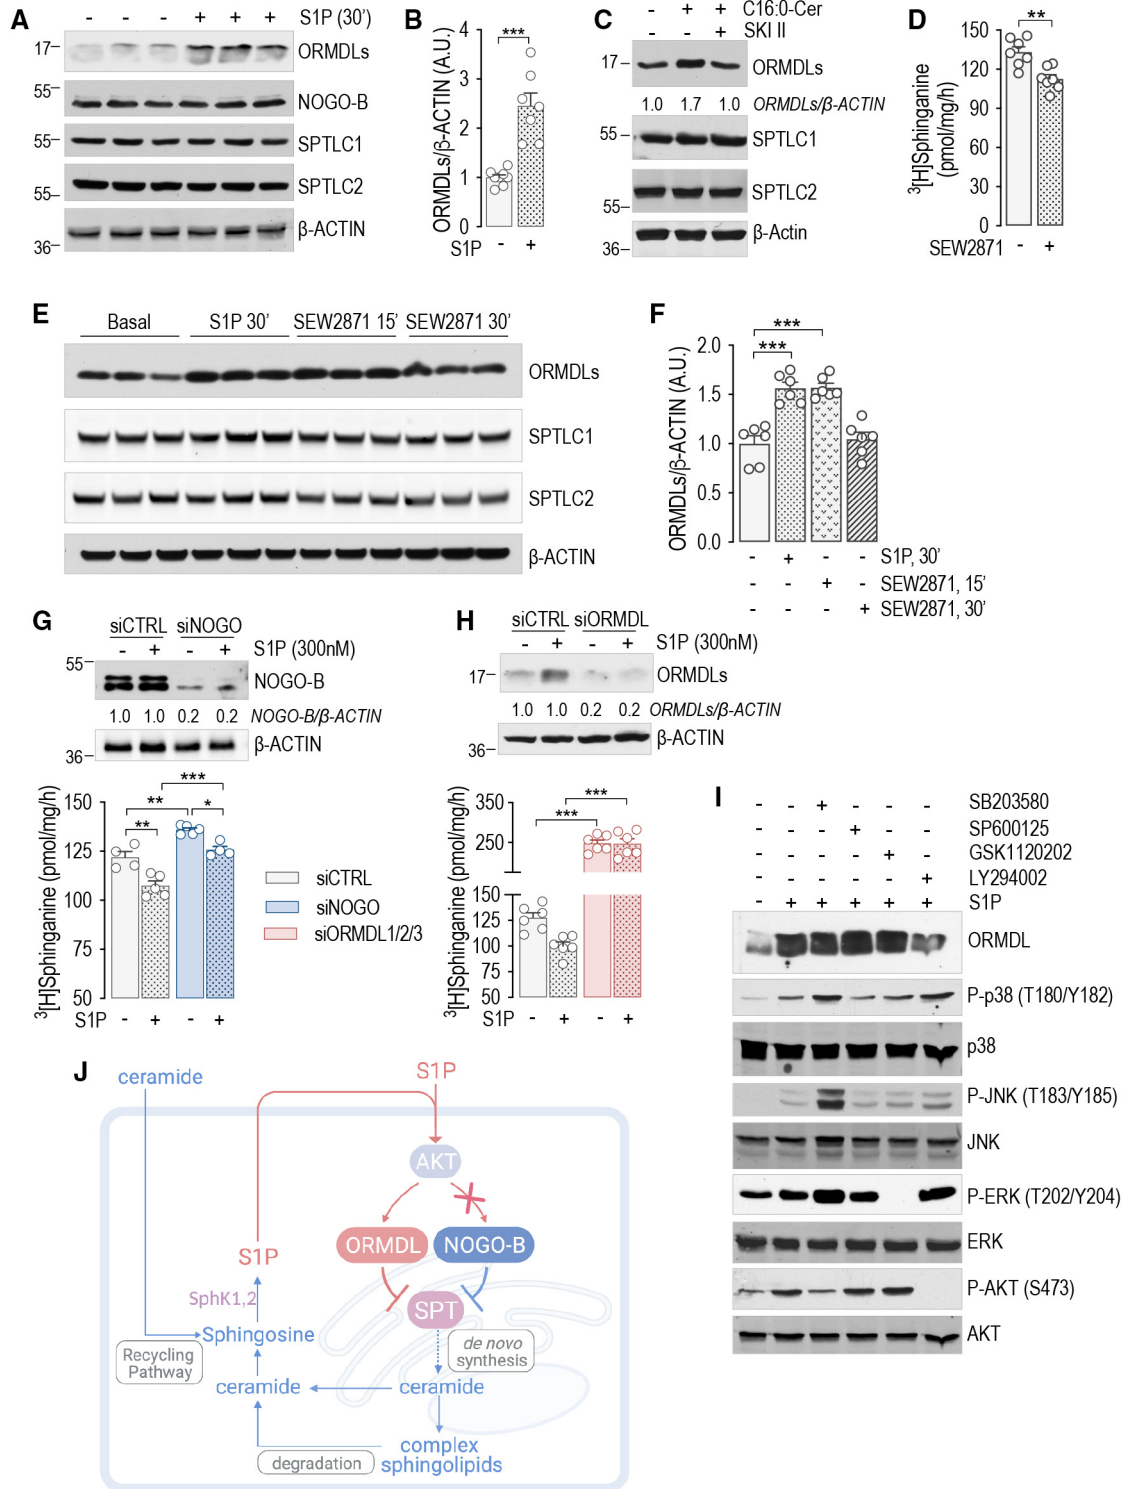 A
- - - + + + S1P (30')
17
ORMDLs
55
NOGO-B
55
SPTLC1
55
SPTLC2
36
β-ACTIN
B
ORMDLs/β-ACTIN (A.U.)
4
3
2
1
0
***
S1P - +
C
- + + C16:0-Cer
- - + SKI II
17
ORMDLs
1.0 1.7 1.0 ORMDLs/β-ACTIN
55
SPTLC1
55
SPTLC2
36
β-Actin
D
³[H]Sphinganine
(pmol/mg/h)
150
120
90
60
30
0
**
SEW2871 - +
E
Basal S1P 30' SEW2871 15' SEW2871 30'
ORMDLs
SPTLC1
SPTLC2
β-ACTIN
F
ORMDLs/β-ACTIN (A.U.)
2.0
1.5
1.0
0.5
0.0
***
***
- + - - S1P, 30'
- - + - SEW2871, 15'
- - - + SEW2871, 30'
G
siCTRL siNOGO
- + - + S1P (300nM)
55
NOGO-B
1.0 1.0 0.2 0.2 NOGO-B/β-ACTIN
36
β-ACTIN
³[H]Sphinganine (pmol/mg/h)
150
125
100
75
50
***
** *
**
S1P - + - +
siCTRL
siNOGO
siORMDL1/2/3
H
siCTRL siORMDL
- + - + S1P (300nM)
17
ORMDLs
1.0 1.0 0.2 0.2 ORMDLs/β-ACTIN
36
β-ACTIN
³[H]Sphinganine (pmol/mg/h)
350
250
150
125
100
75
50
***
***
S1P - + - +
I
- - + - - - SB203580
- - - + - - SP600125
- - - - + - GSK1120202
- - - - - + LY294002
- + + + + + S1P
ORMDL
P-p38 (T180/Y182)
p38
P-JNK (T183/Y185)
JNK
P-ERK (T202/Y204)
ERK
P-AKT (S473)
AKT
J
ceramide
S1P
AKT
ORMDL NOGO-B
S1P
SphK1,2
SPT
Sphingosine
de novo
synthesis
Recycling
Pathway
ceramide ceramide
complex
sphingolipids
degradation